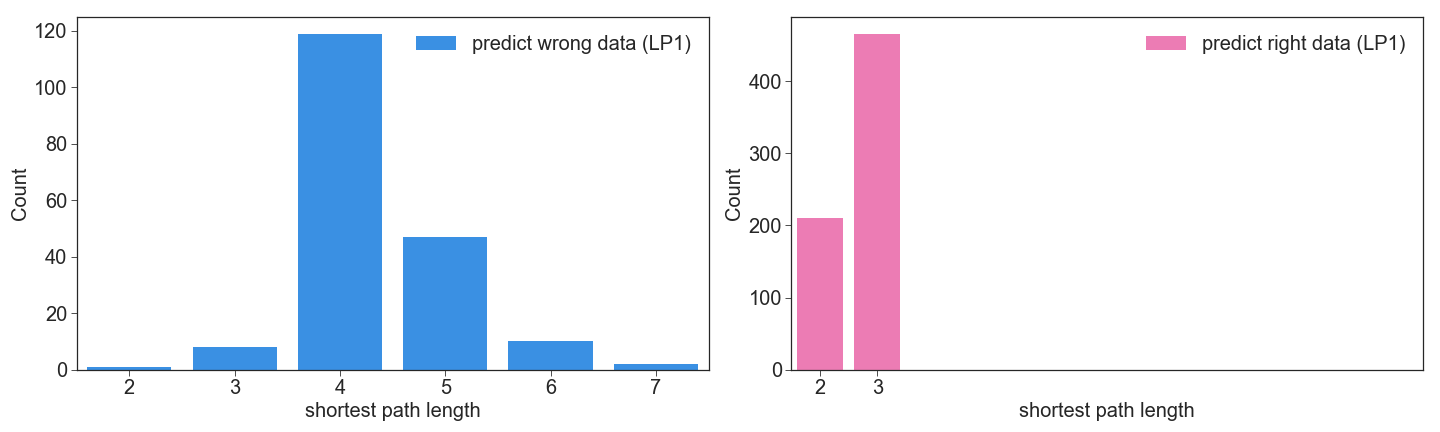 predict wrong data (LP1)
120
100
80
60
40
20
0
Count
2 3 4 5 6 7
shortest path length
predict right data (LP1)
400
300
200
100
0
Count
2 3
shortest path length